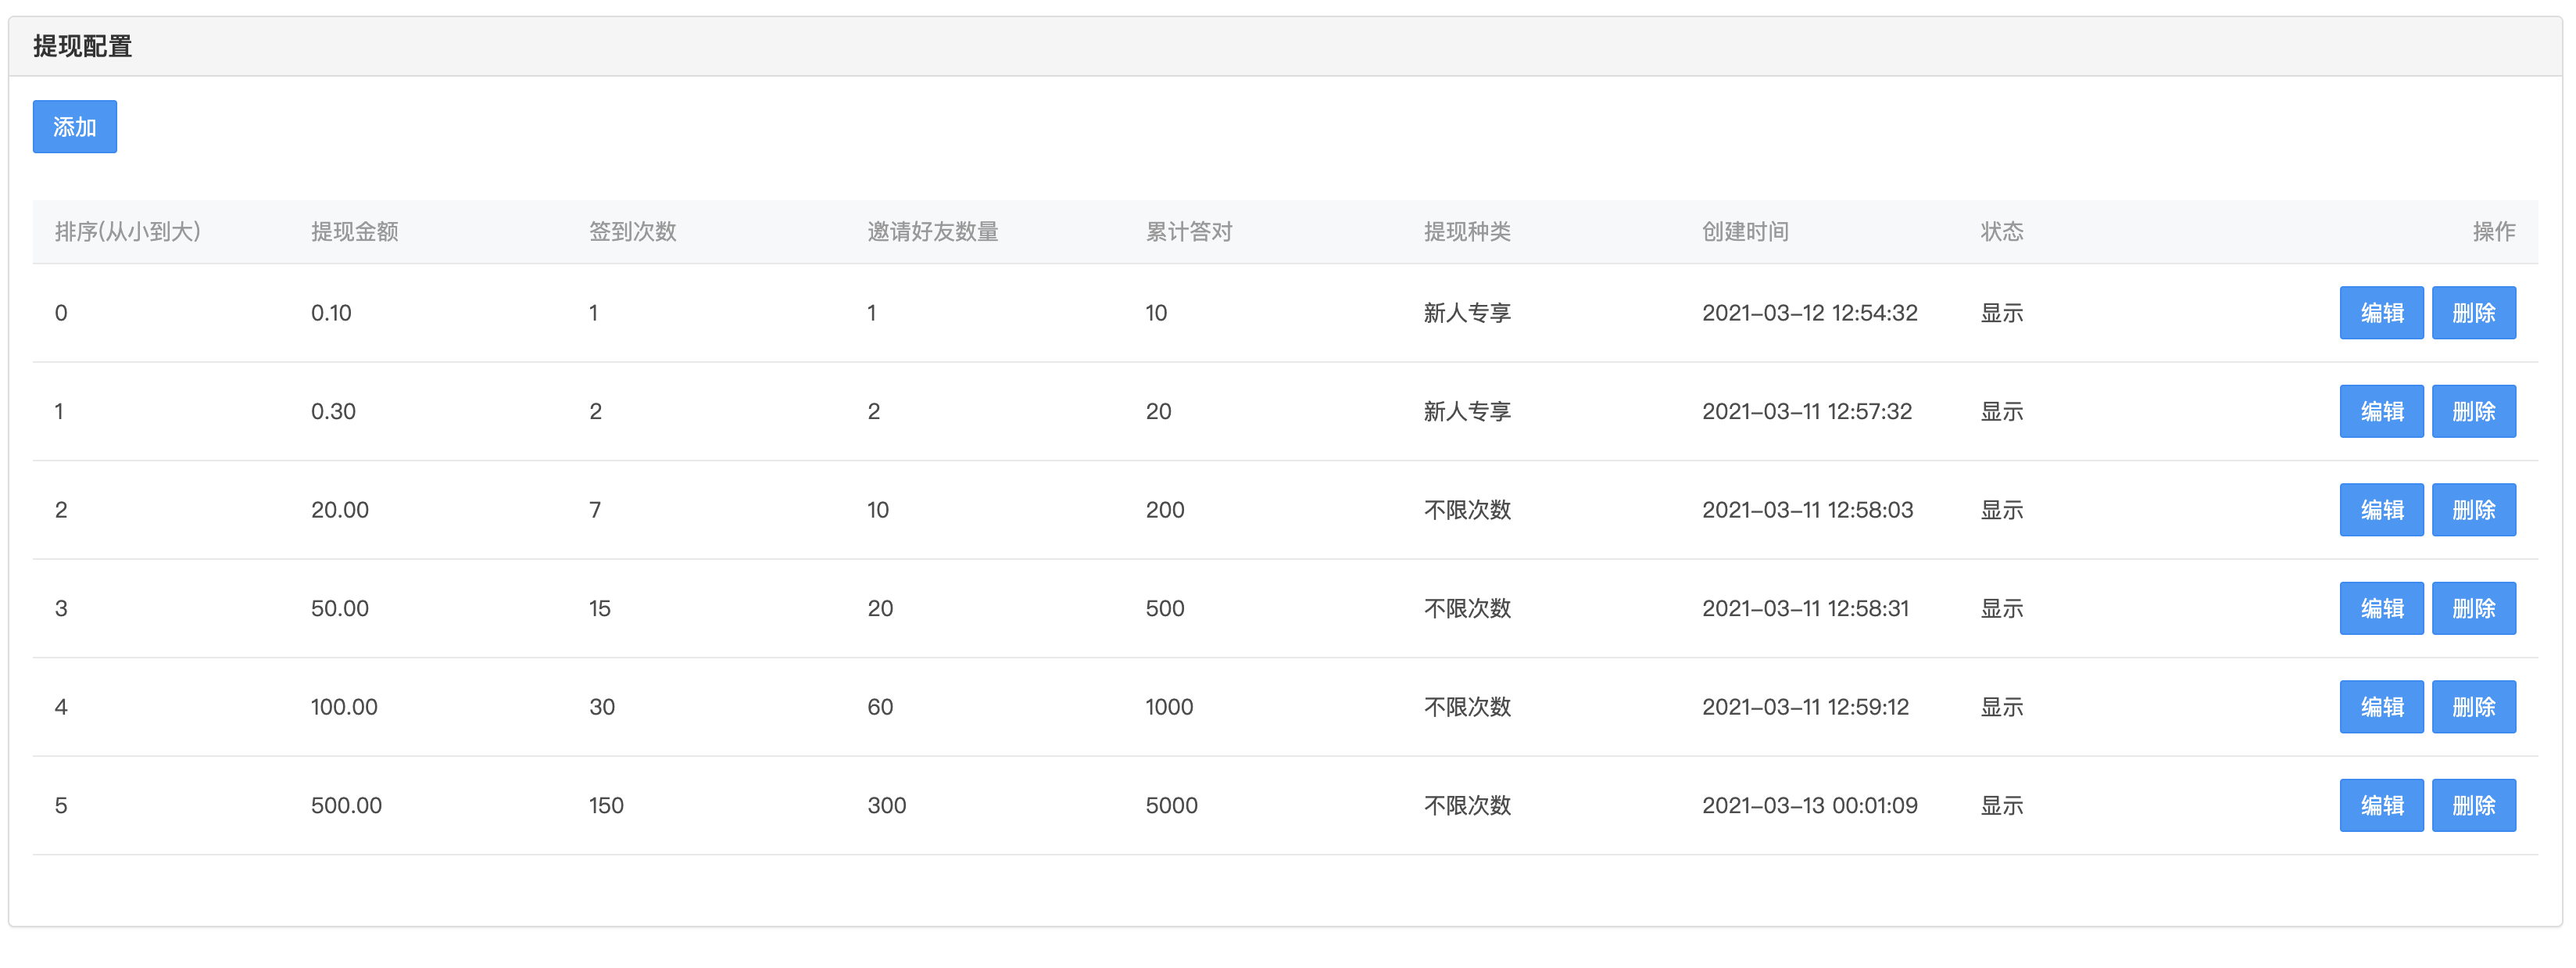 提现配置
添加
排序(从小到大) 提现金额 签到次数 邀请好友数量 累计答对 提现种类 创建时间 状态 操作
0 0.10 1 1 10 新人专享 2021-03-12 12:54:32 显示 编辑 删除
1 0.30 2 2 20 新人专享 2021-03-11 12:57:32 显示 编辑 删除
2 20.00 7 10 200 不限次数 2021-03-11 12:58:03 显示 编辑 删除
3 50.00 15 20 500 不限次数 2021-03-11 12:58:31 显示 编辑 删除
4 100.00 30 60 1000 不限次数 2021-03-11 12:59:12 显示 编辑 删除
5 500.00 150 300 5000 不限次数 2021-03-13 00:01:09 显示 编辑 删除